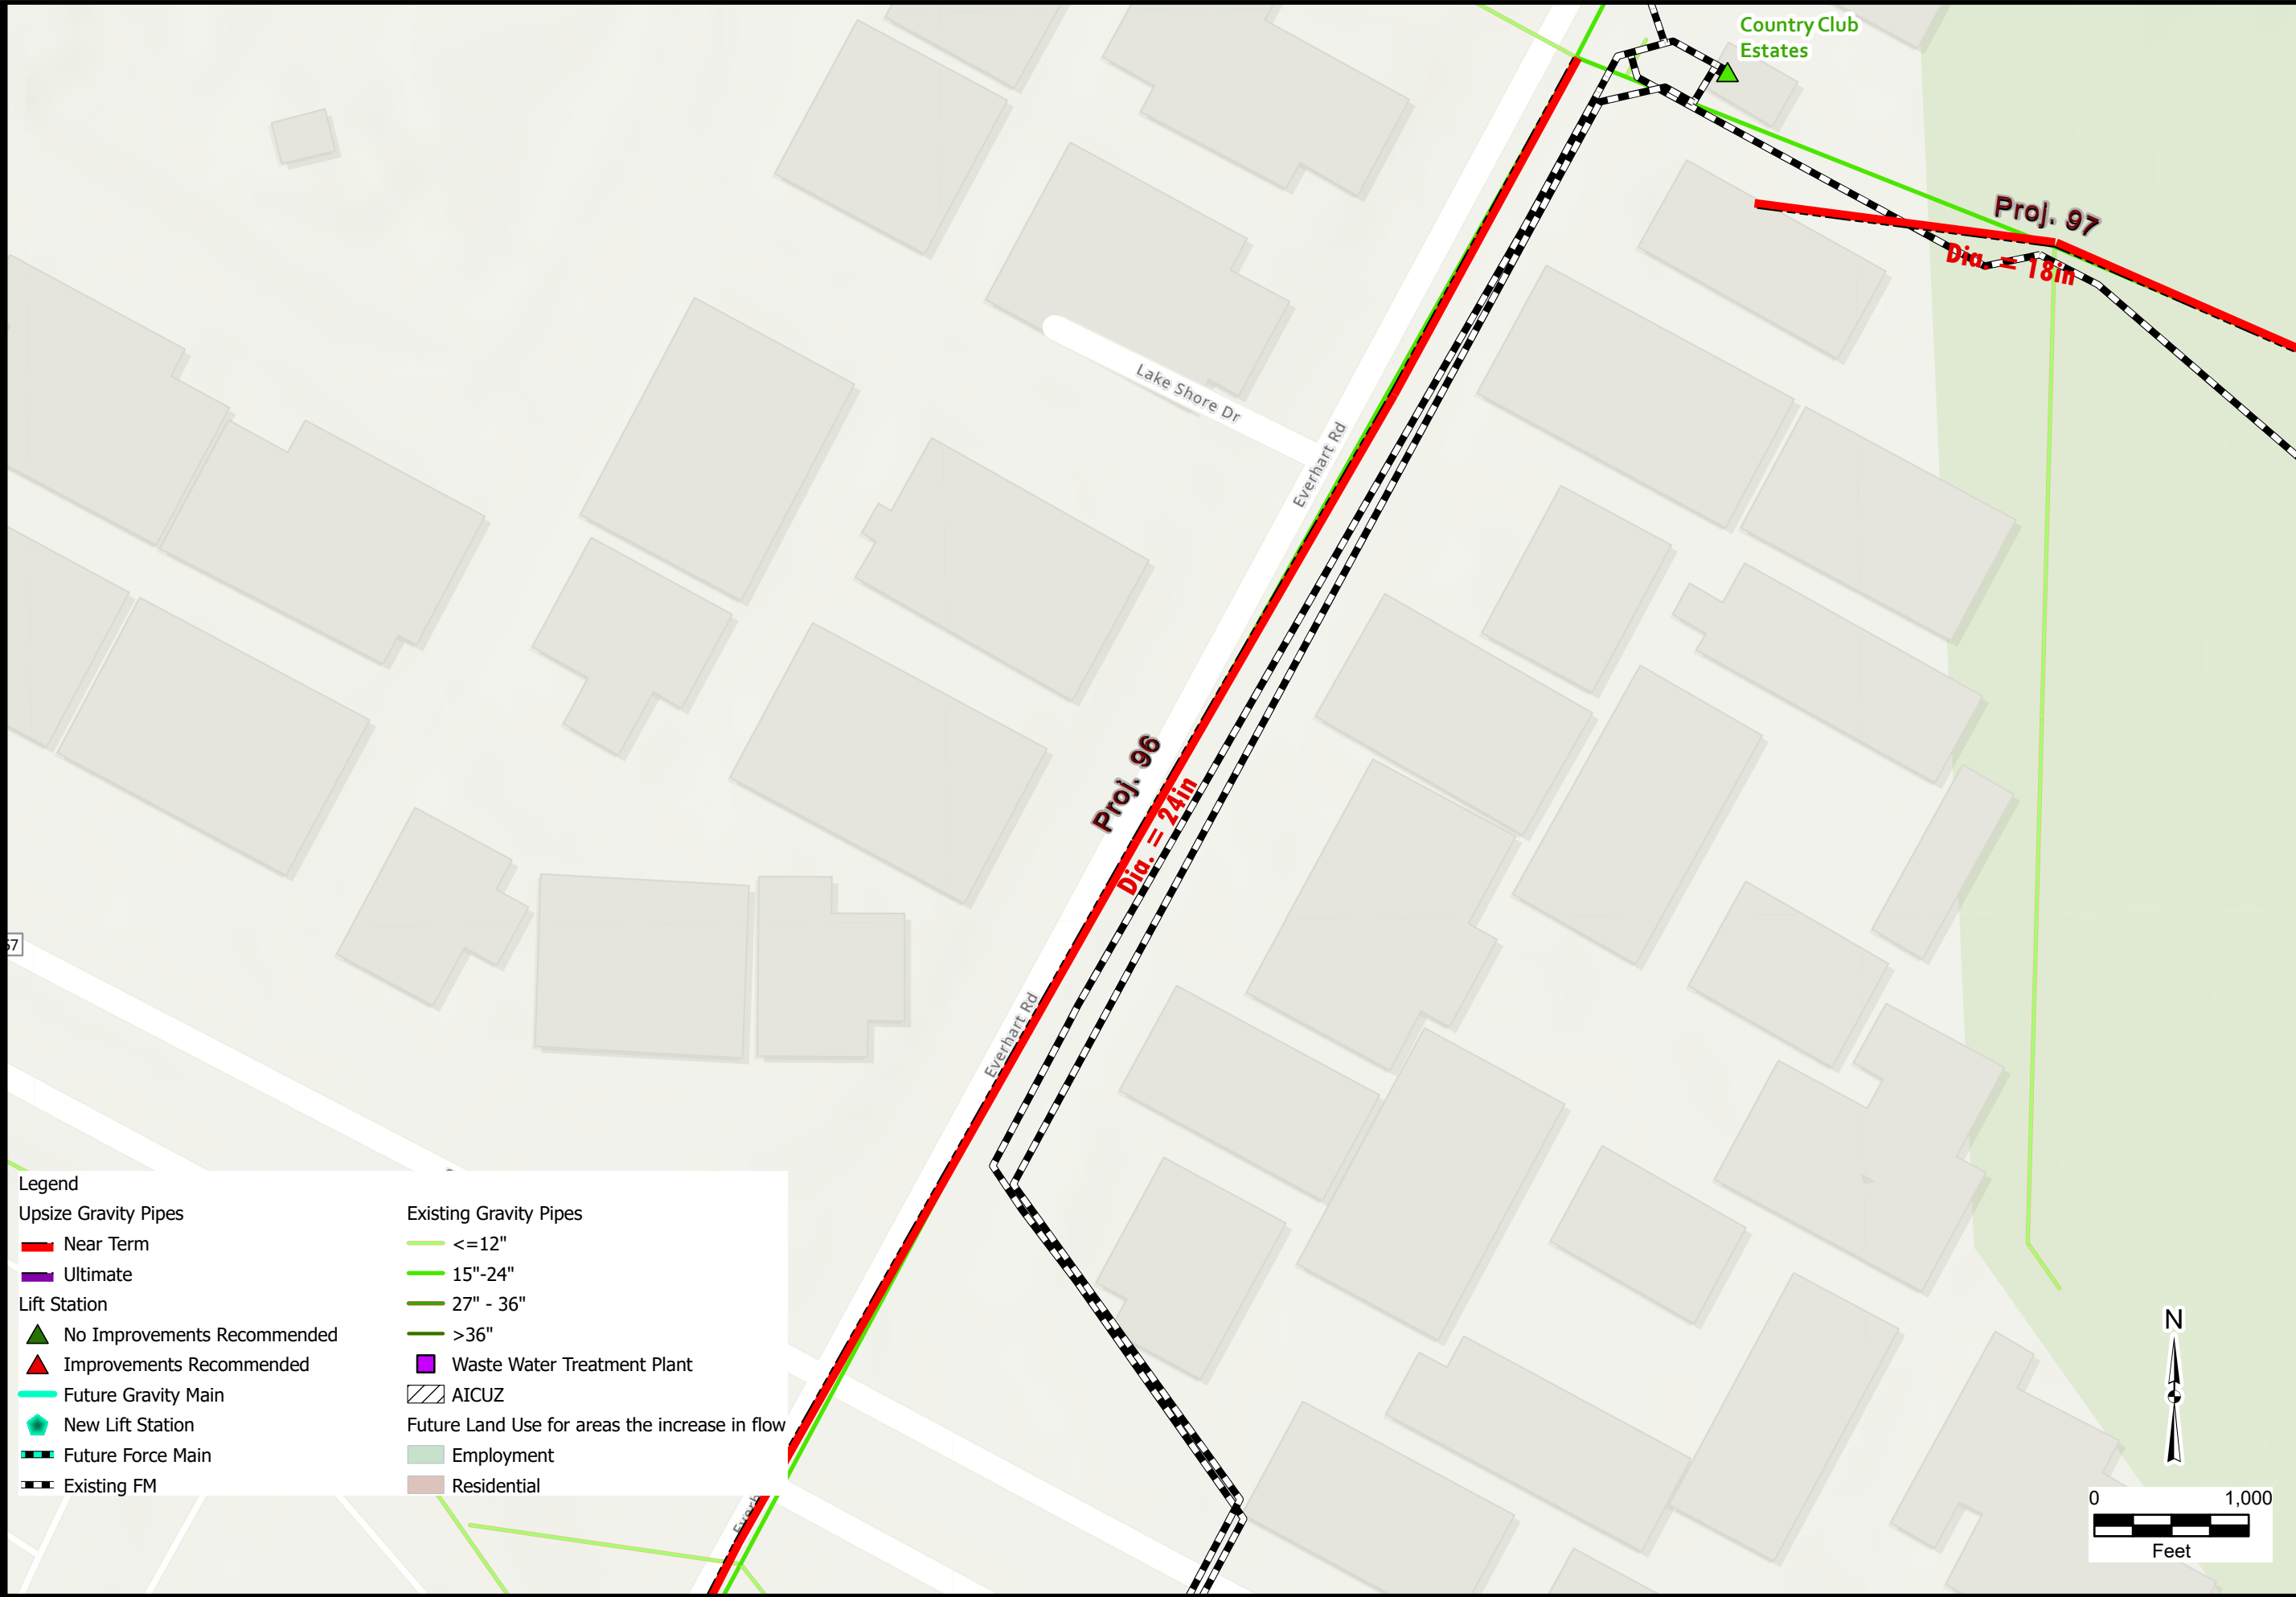 Country Club
Estates
Proj. 97
Dia. = 18in
Lake Shore Dr
Everhart Rd
Proj. 96
Dia. = 24in
Everhart Rd
Legend
Upsize Gravity Pipes
Near Term
Ultimate
Lift Station
No Improvements Recommended
Improvements Recommended
Future Gravity Main
New Lift Station
Future Force Main
Existing FM
Existing Gravity Pipes
<=12"
15"-24"
27" - 36"
>36"
Waste Water Treatment Plant
AICUZ
Future Land Use for areas the increase in flow
Employment
Residential
N
0 1,000
Feet